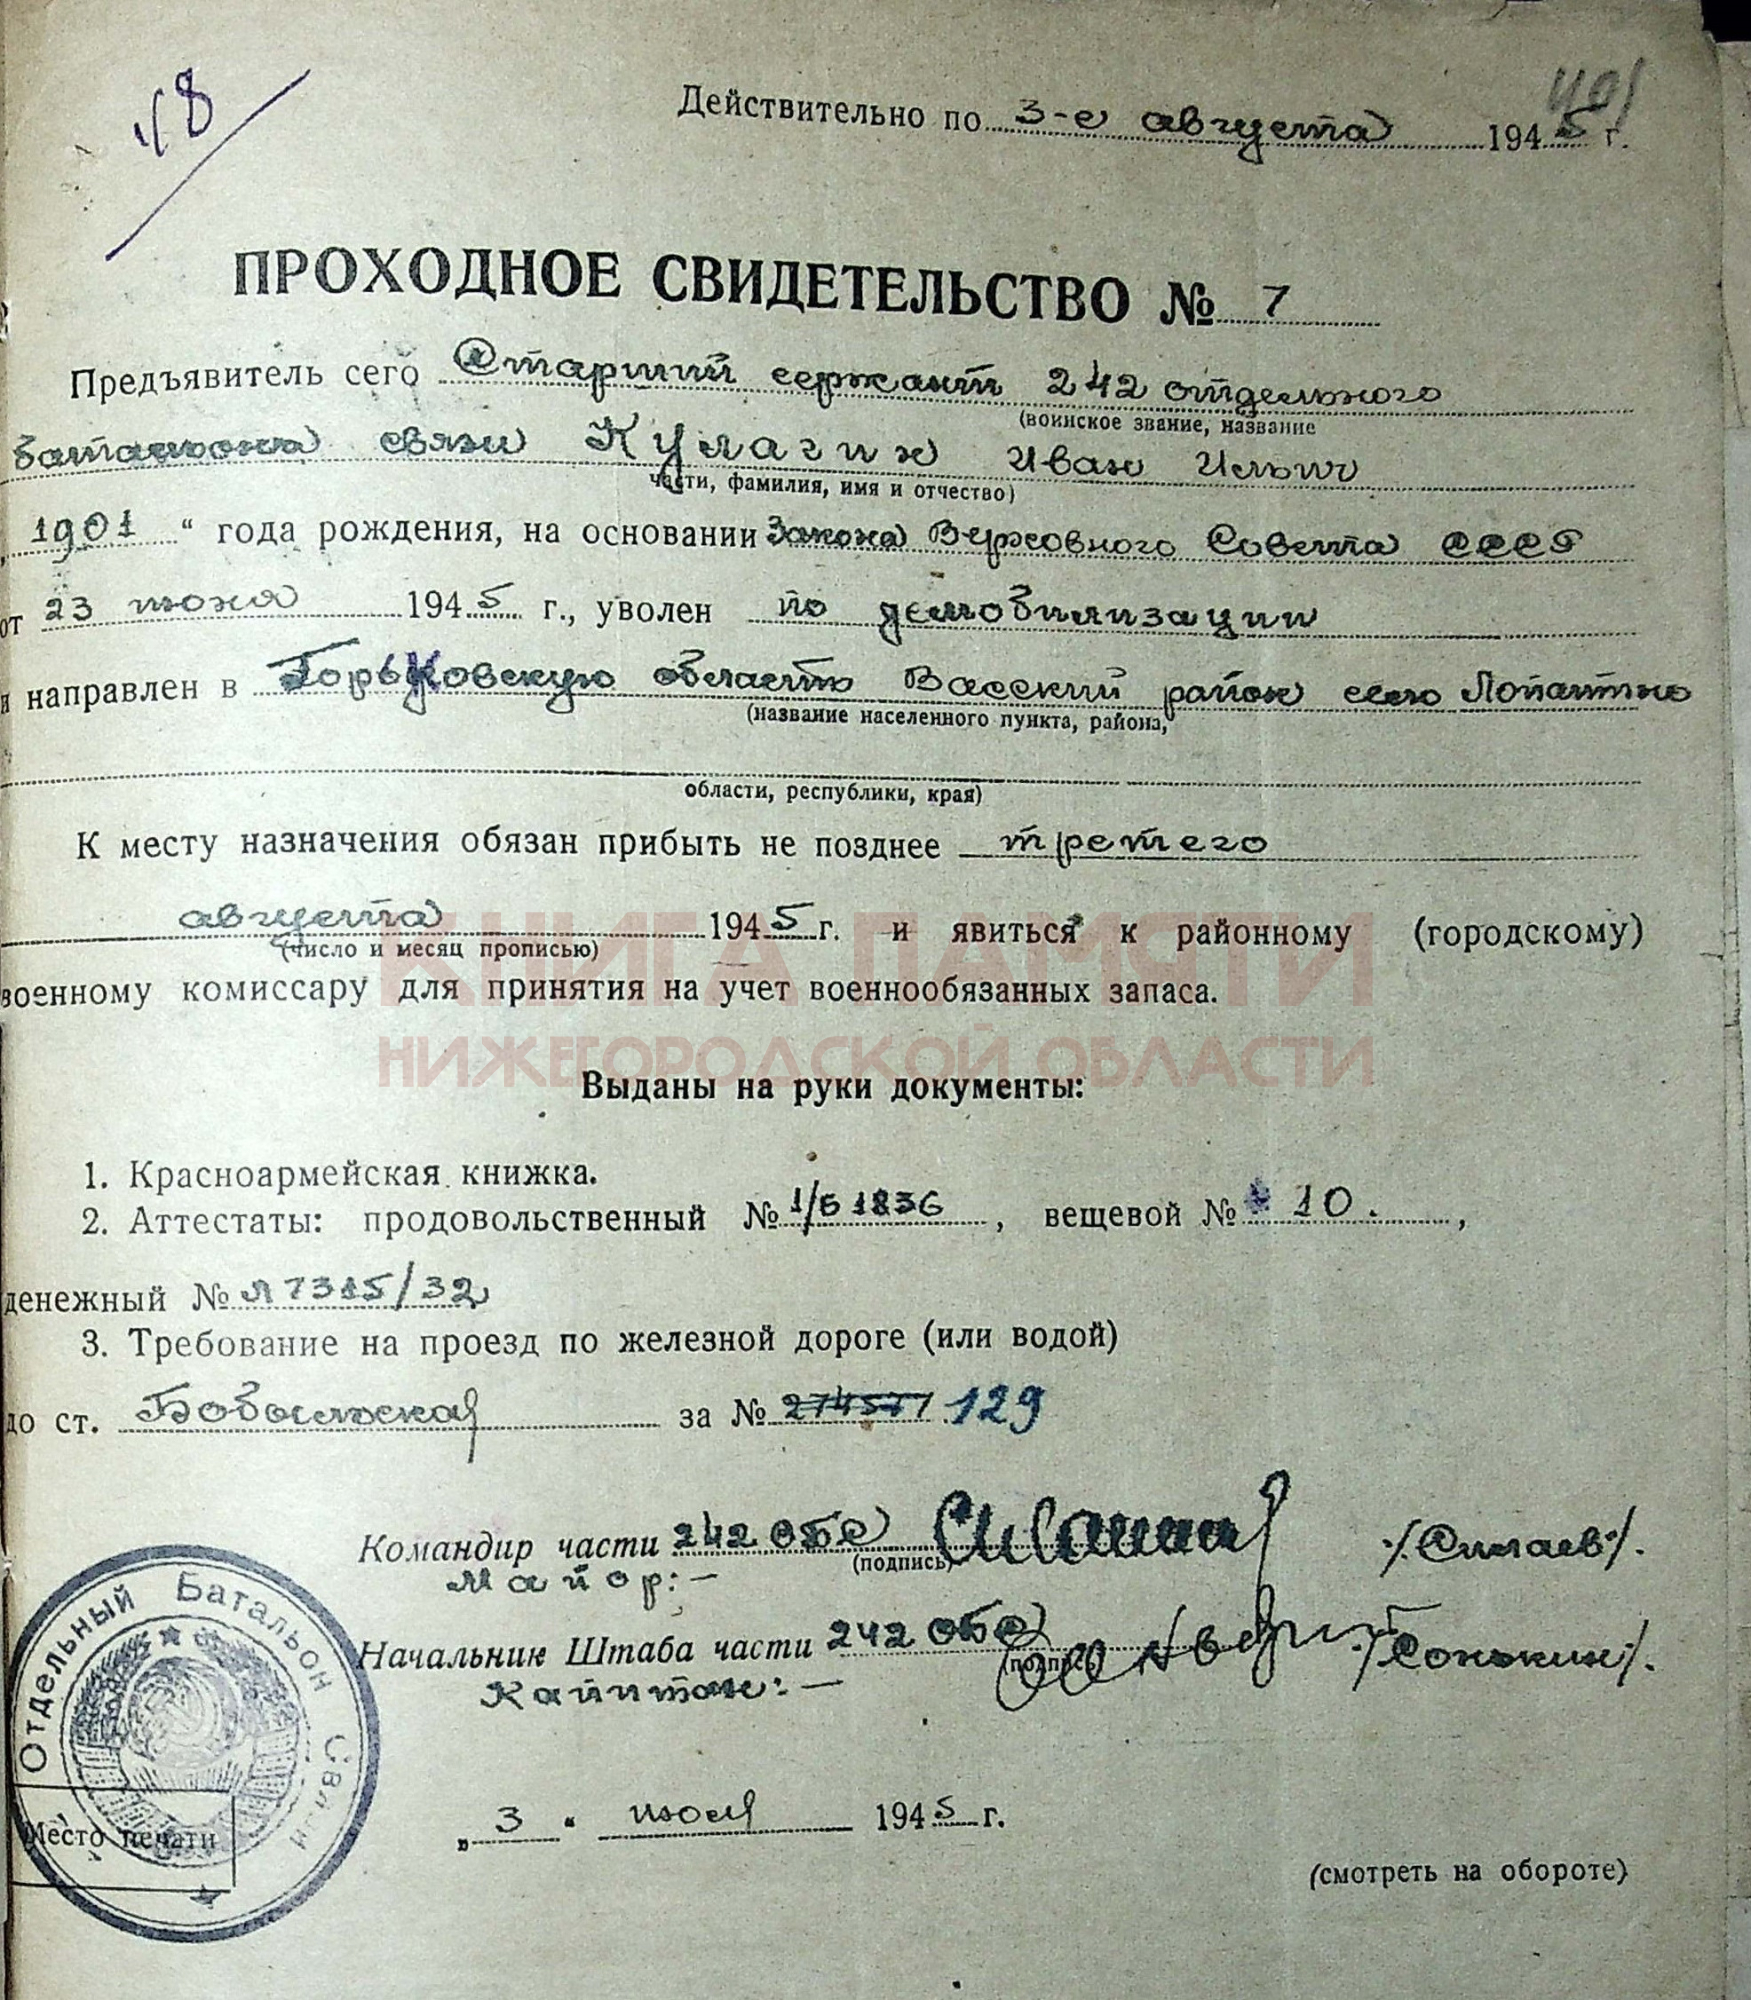 48
401
Действительно по 3-е августа 1945 г.
ПРОХОДНОЕ СВИДЕТЕЛЬСТВО № 7
Предъявитель сего Старший сержант 242 отдельного
(воинское звание, название
батальона связи Кулагин Иван Ильич
части, фамилия, имя и отчество)
„ 1901 “ года рождения, на основании Закона Верховного Совета СССР
от 23 июня 1945 г., уволен по демобилизации
и направлен в Горьковскую область Вадский район село Лопатино
(название населенного пункта, района,
области, республики, края)
К месту назначения обязан прибыть не позднее третего
августа 1945 г. и явиться к районному (городскому)
(число и месяц прописью)
военному комиссару для принятия на учет военнообязанных запаса.
КНИГА ПАМЯТИ
НИЖЕГОРОДСКОЙ ОБЛАСТИ
Выданы на руки документы:
1. Красноармейская книжка.
2. Аттестаты: продовольственный № 1/Б 1836, вещевой № 10.,
денежный № Л 7315/32
3. Требование на проезд по железной дороге (или водой)
до ст. Бобыльская за № 129
Командир части 242 ОБС /Силаев/.
(подпись)
Майор:—
Начальник Штаба части 242 ОБС /Сонькин/.
(подпись)
Капитан:—
Отдельный Батальон Связи
Место печати
„ 3 “ июля 1945 г.
(смотреть на обороте)